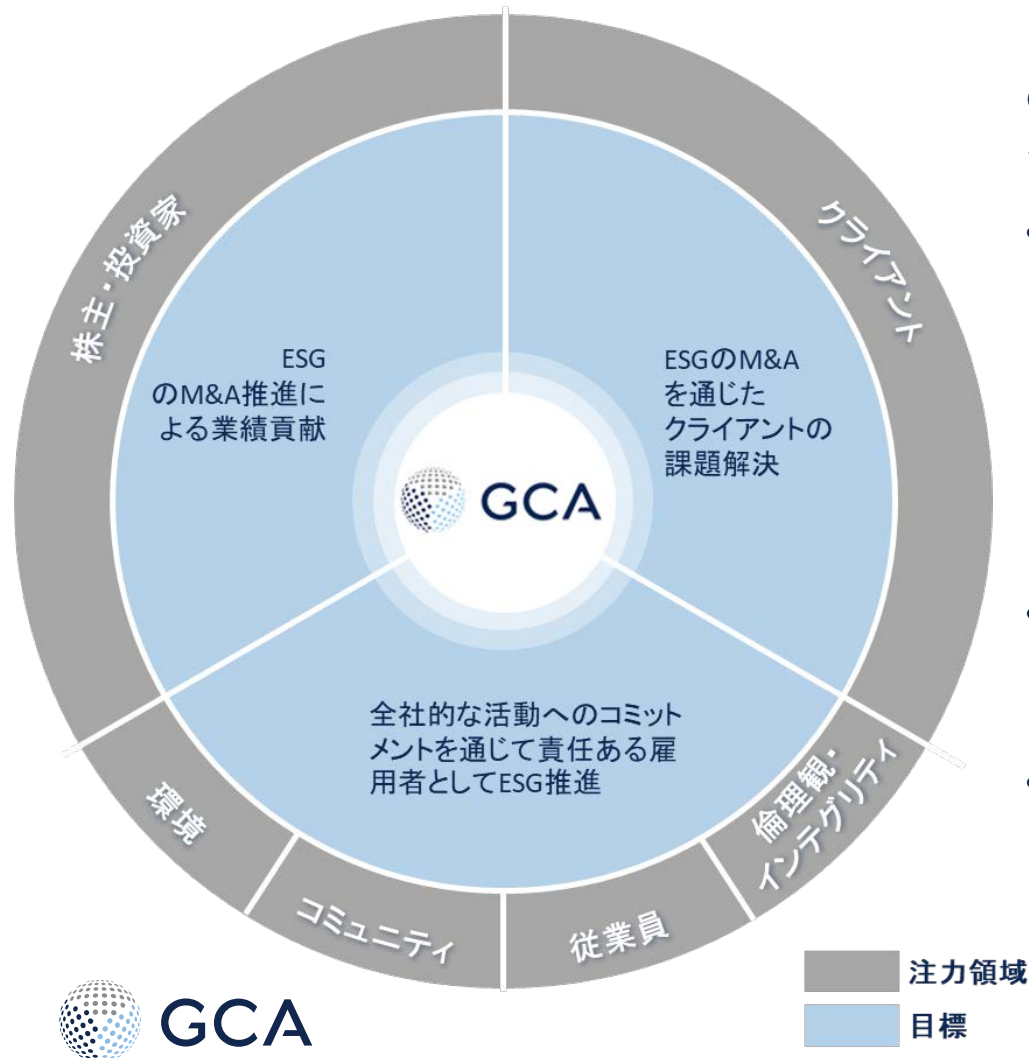 株主・投資家
クライアント
ESG
のM&A推進に
よる業績貢献
ESGのM&A
を通じた
クライアントの
課題解決
GCA
全社的な活動へのコミット
メントを通じて責任ある雇
用者としてESG推進
環境
コミュニティ
従業員
倫理観・
インテグリティ
注力領域
目標
GCA